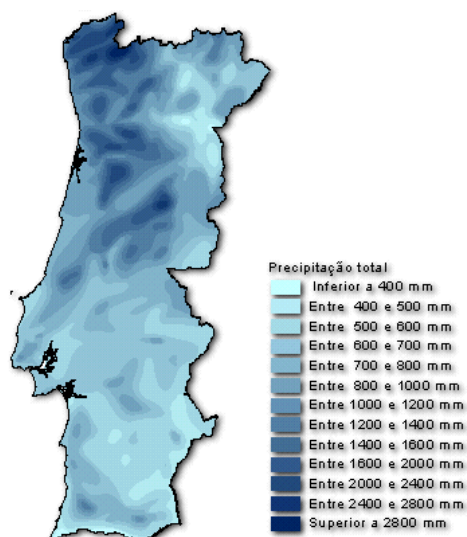 Precipitação total
Inferior a 400 mm
Entre 400 e 500 mm
Entre 500 e 600 mm
Entre 600 e 700 mm
Entre 700 e 800 mm
Entre 800 e 1000 mm
Entre 1000 e 1200 mm
Entre 1200 e 1400 mm
Entre 1400 e 1600 mm
Entre 1600 e 2000 mm
Entre 2000 e 2400 mm
Entre 2400 e 2800 mm
Superior a 2800 mm